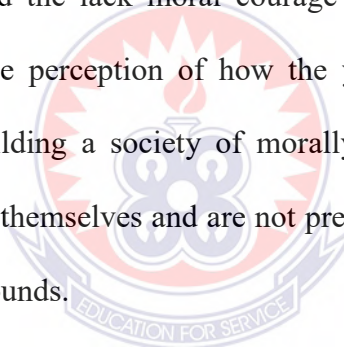 d the lack moral courage
e perception of how the
ilding a society of morally
themselves and are not pre
unds.
EDUCATION FOR SERVICE